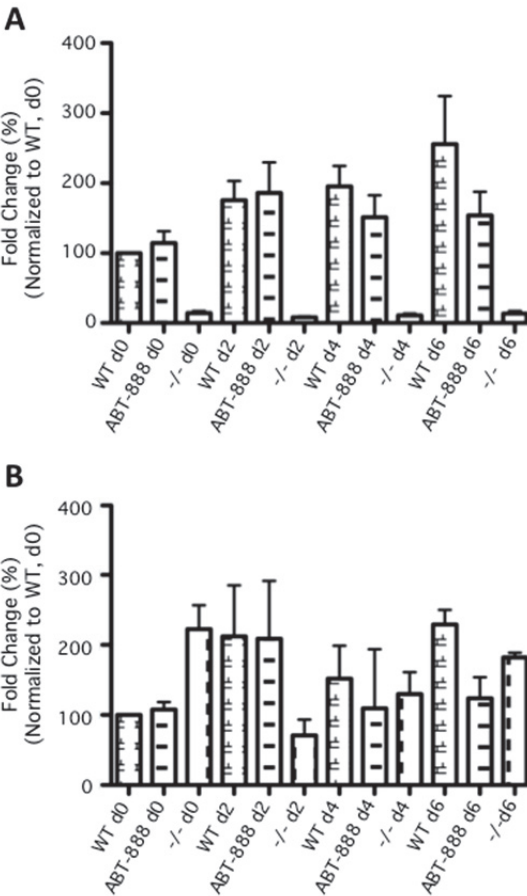 A
Fold Change (%)
(Normalized to WT, d0)
400
300
200
100
0
WT d0
ABT-888 d0
-/- d0
WT d2
ABT-888 d2
-/- d2
WT d4
ABT-888 d4
-/- d4
WT d6
ABT-888 d6
-/- d6
B
Fold Change (%)
(Normalized to WT, d0)
400
300
200
100
0
WT d0
ABT-888 d0
-/- d0
WT d2
ABT-888 d2
-/- d2
WT d4
ABT-888 d4
-/- d4
WT d6
ABT-888 d6
-/-d6